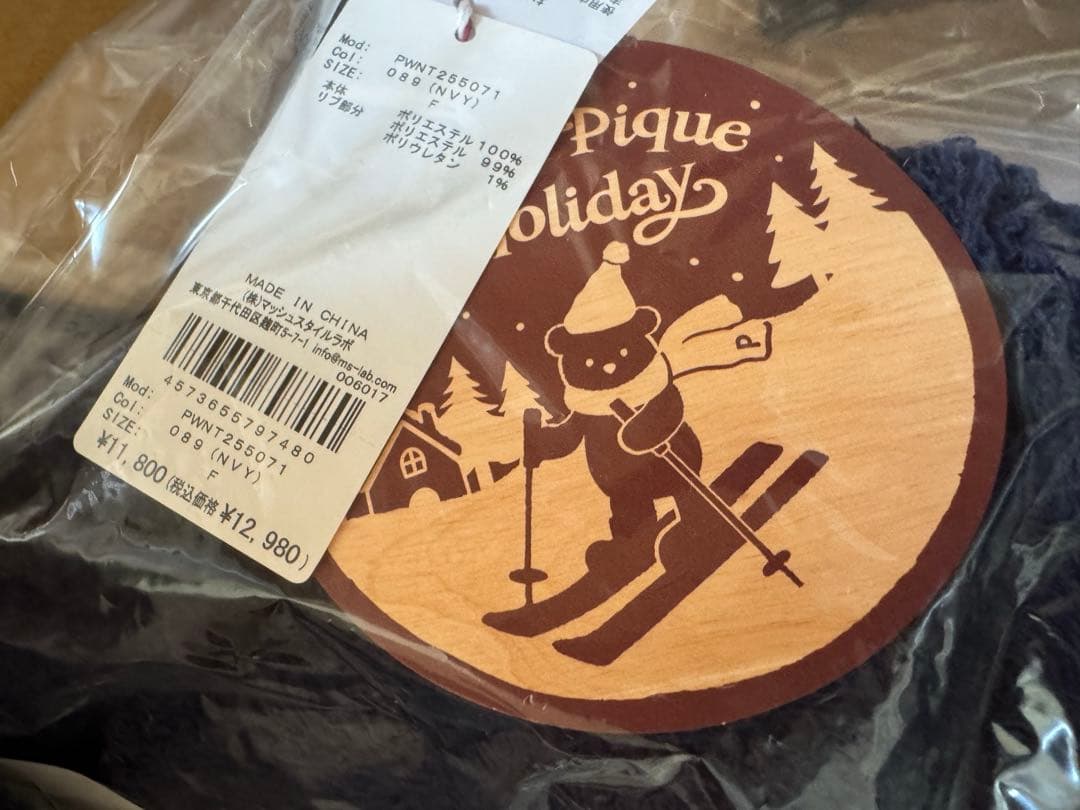 Mod: PWNT255071
Col: 089 (NVY)
SIZE: F
本体 ポリエステル 100%
リブ部分 ポリエステル 99%
ポリウレタン 1%
MADE IN CHINA
(株)マッシュスタイルラボ
東京都千代田区麹町5-7-1 info@ms-lab.com
006017
4573655797480
Mod: PWNT255071
Col: 089 (NVY)
SIZE: F
¥11,800 (税込価格 ¥12,980)
Pique
oliday
P